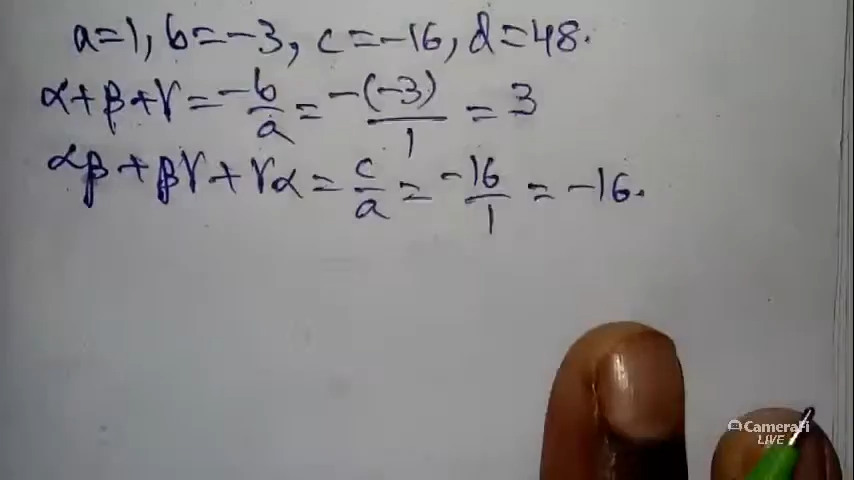 a=1, b=-3, c=-16, d=48.
α+β+γ=-b/a=-(-3)/1=3
αβ+βγ+γα=c/a=-16/1=-16.
CameraFi
LIVE